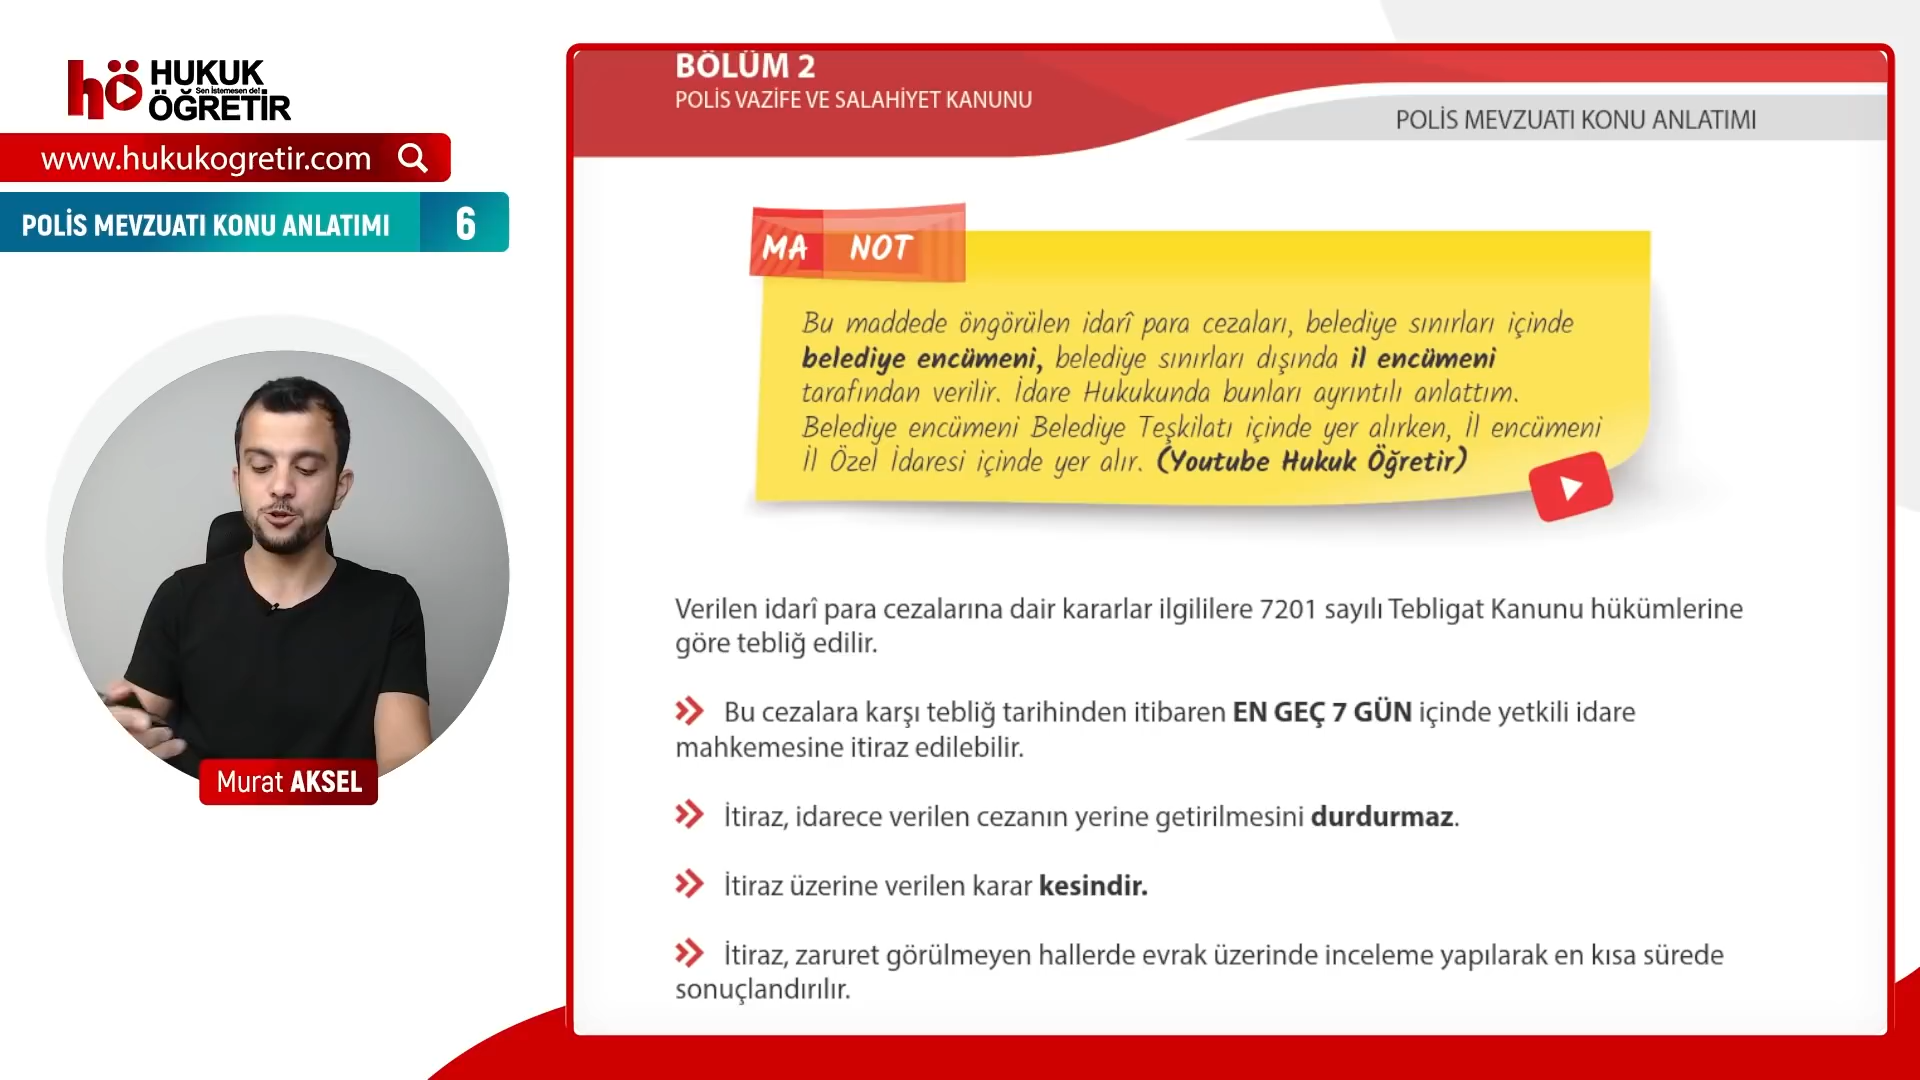 hö HUKUK
Sen İstemesen de!
ÖĞRETİR
www.hukukogretir.com
POLİS MEVZUATI KONU ANLATIMI 6
Murat AKSEL
BÖLÜM 2
POLİS VAZİFE VE SALAHİYET KANUNU
POLİS MEVZUATI KONU ANLATIMI
MA NOT
Bu maddede öngörülen idarî para cezaları, belediye sınırları içinde
belediye encümeni, belediye sınırları dışında il encümeni
tarafından verilir. İdare Hukukunda bunları ayrıntılı anlattım.
Belediye encümeni Belediye Teşkilatı içinde yer alırken, İl encümeni
İl Özel İdaresi içinde yer alır. (Youtube Hukuk Öğretir)
Verilen idarî para cezalarına dair kararlar ilgililere 7201 sayılı Tebligat Kanunu hükümlerine
göre tebliğ edilir.
Bu cezalara karşı tebliğ tarihinden itibaren EN GEÇ 7 GÜN içinde yetkili idare
mahkemesine itiraz edilebilir.
İtiraz, idarece verilen cezanın yerine getirilmesini durdurmaz.
İtiraz üzerine verilen karar kesindir.
İtiraz, zaruret görülmeyen hallerde evrak üzerinde inceleme yapılarak en kısa sürede
sonuçlandırılır.